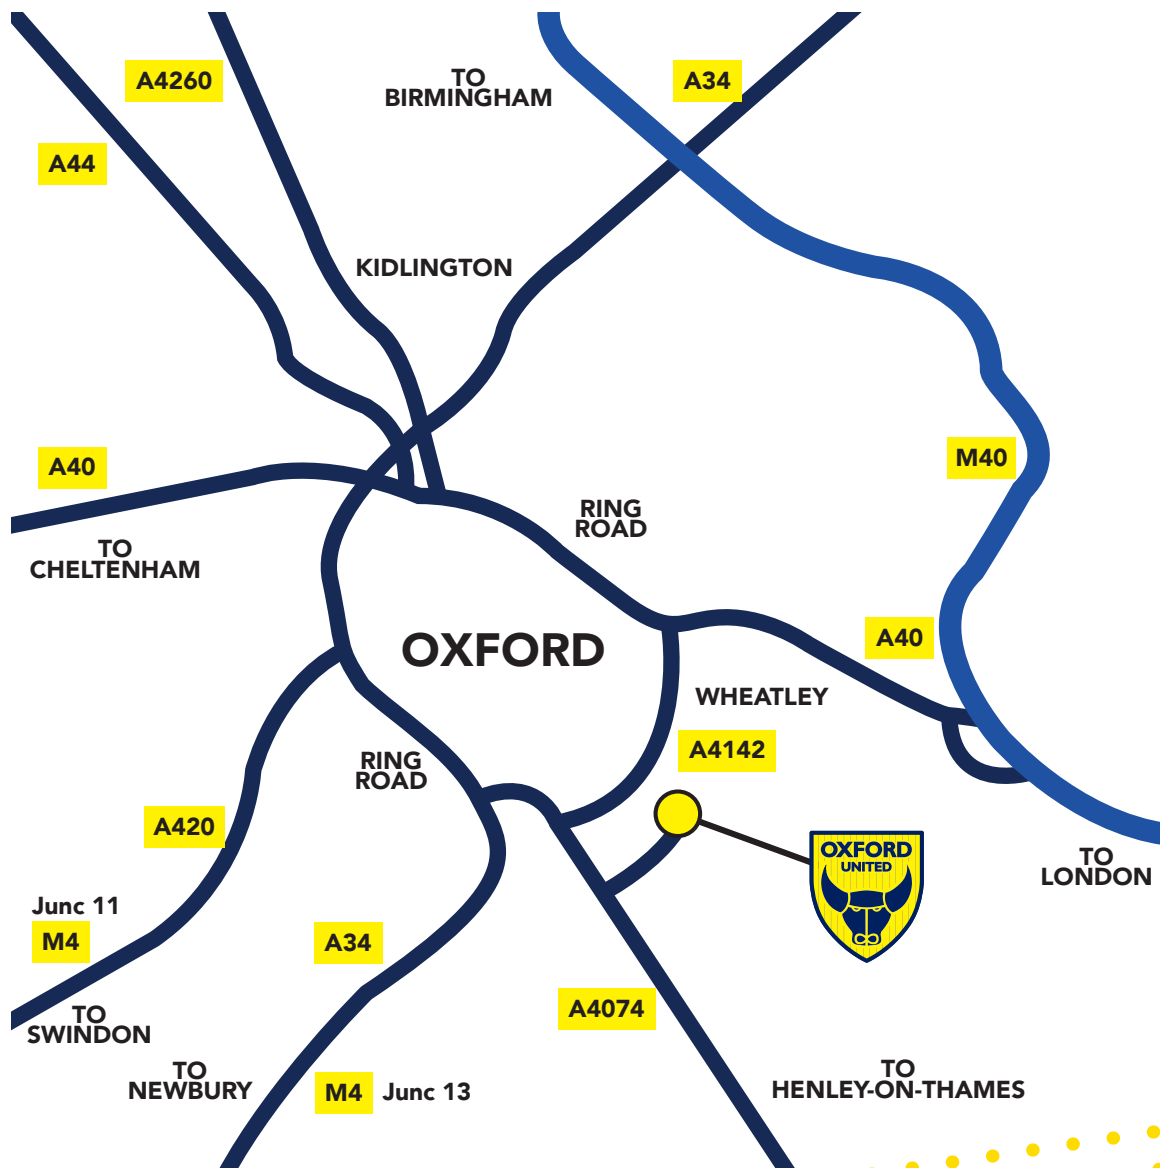 A4260
TO
BIRMINGHAM
A34
A44
KIDLINGTON
A40
TO
CHELTENHAM
RING
ROAD
M40
A40
OXFORD
WHEATLEY
A4142
RING
ROAD
A420
OXFORD
UNITED
TO
LONDON
Junc 11
M4
A34
TO
SWINDON
A4074
TO
NEWBURY
M4 Junc 13
TO
HENLEY-ON-THAMES